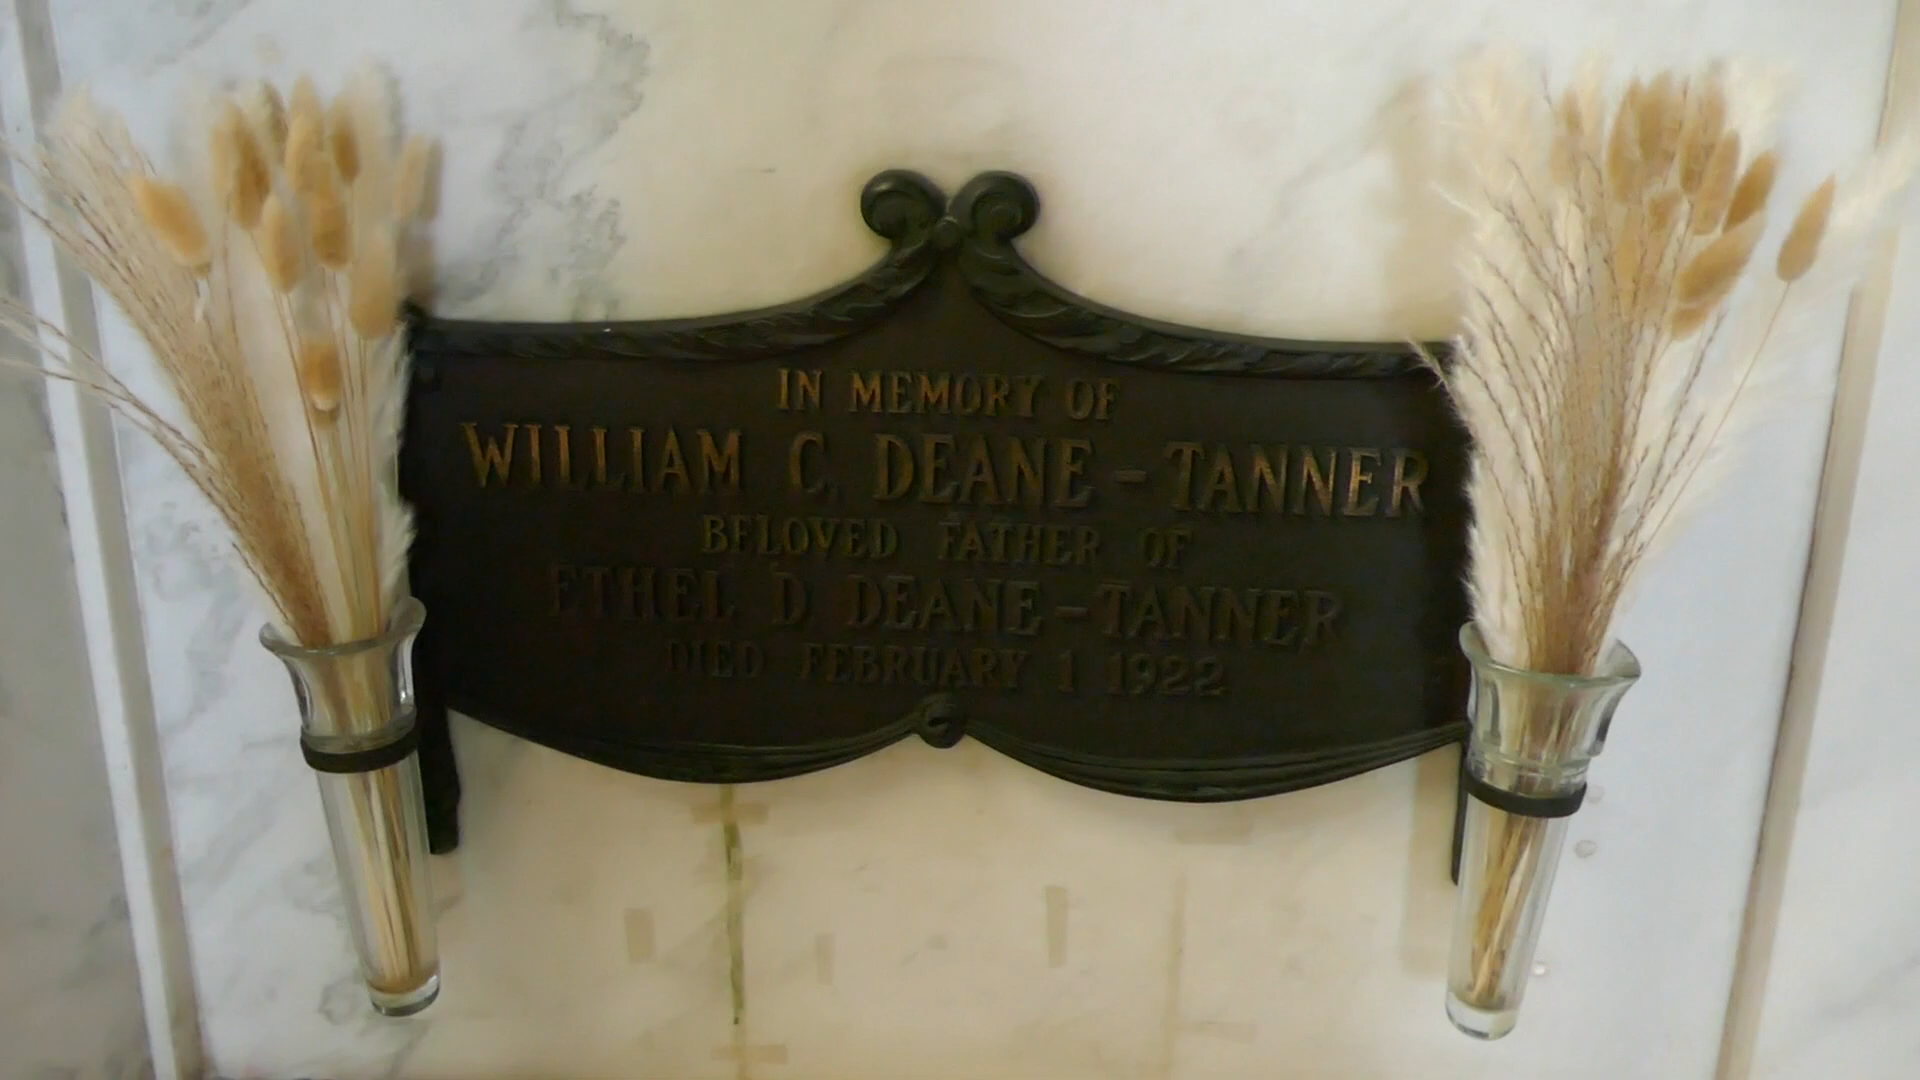 IN MEMORY OF
WILLIAM C. DEANE-TANNER
BELOVED FATHER OF
ETHEL D. DEANE-TANNER
DIED FEBRUARY 1 1922